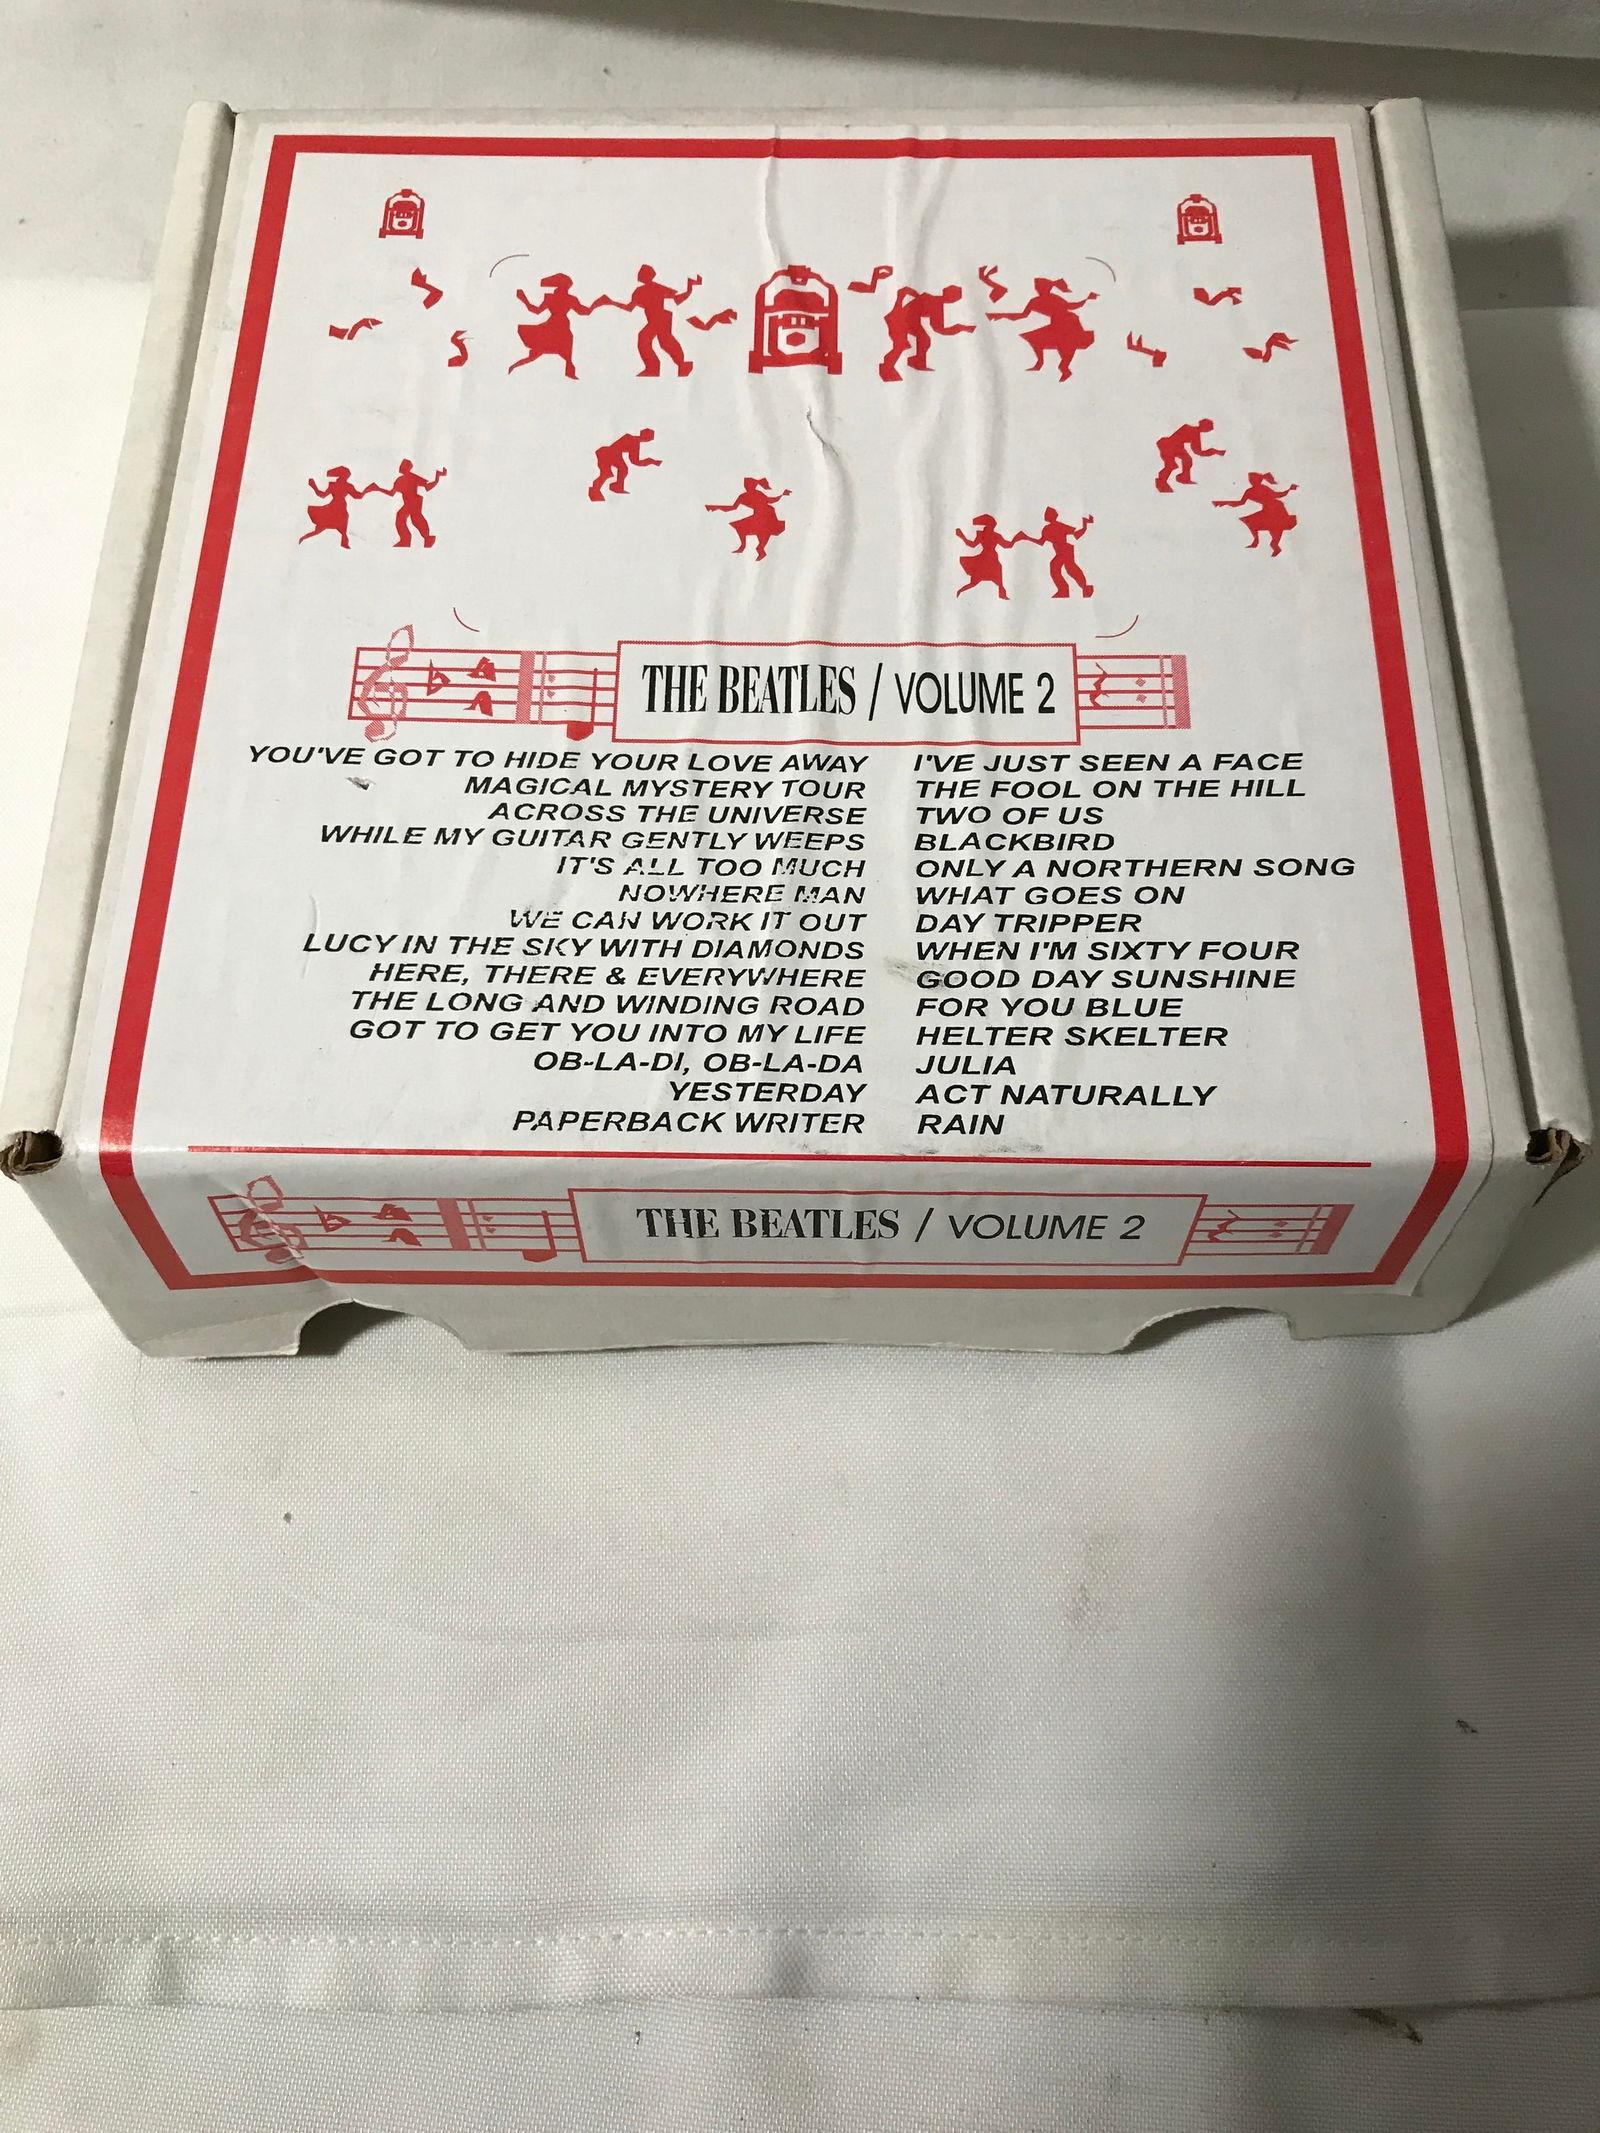 THE BEATLES / VOLUME 2
YOU'VE GOT TO HIDE YOUR LOVE AWAY I'VE JUST SEEN A FACE
MAGICAL MYSTERY TOUR THE FOOL ON THE HILL
ACROSS THE UNIVERSE TWO OF US
WHILE MY GUITAR GENTLY WEEPS BLACKBIRD
IT'S ALL TOO MUCH ONLY A NORTHERN SONG
NOWHERE MAN WHAT GOES ON
WE CAN WORK IT OUT DAY TRIPPER
LUCY IN THE SKY WITH DIAMONDS WHEN I'M SIXTY FOUR
HERE, THERE & EVERYWHERE GOOD DAY SUNSHINE
THE LONG AND WINDING ROAD FOR YOU BLUE
GOT TO GET YOU INTO MY LIFE HELTER SKELTER
OB-LA-DI, OB-LA-DA JULIA
YESTERDAY ACT NATURALLY
PAPERBACK WRITER RAIN
THE BEATLES / VOLUME 2